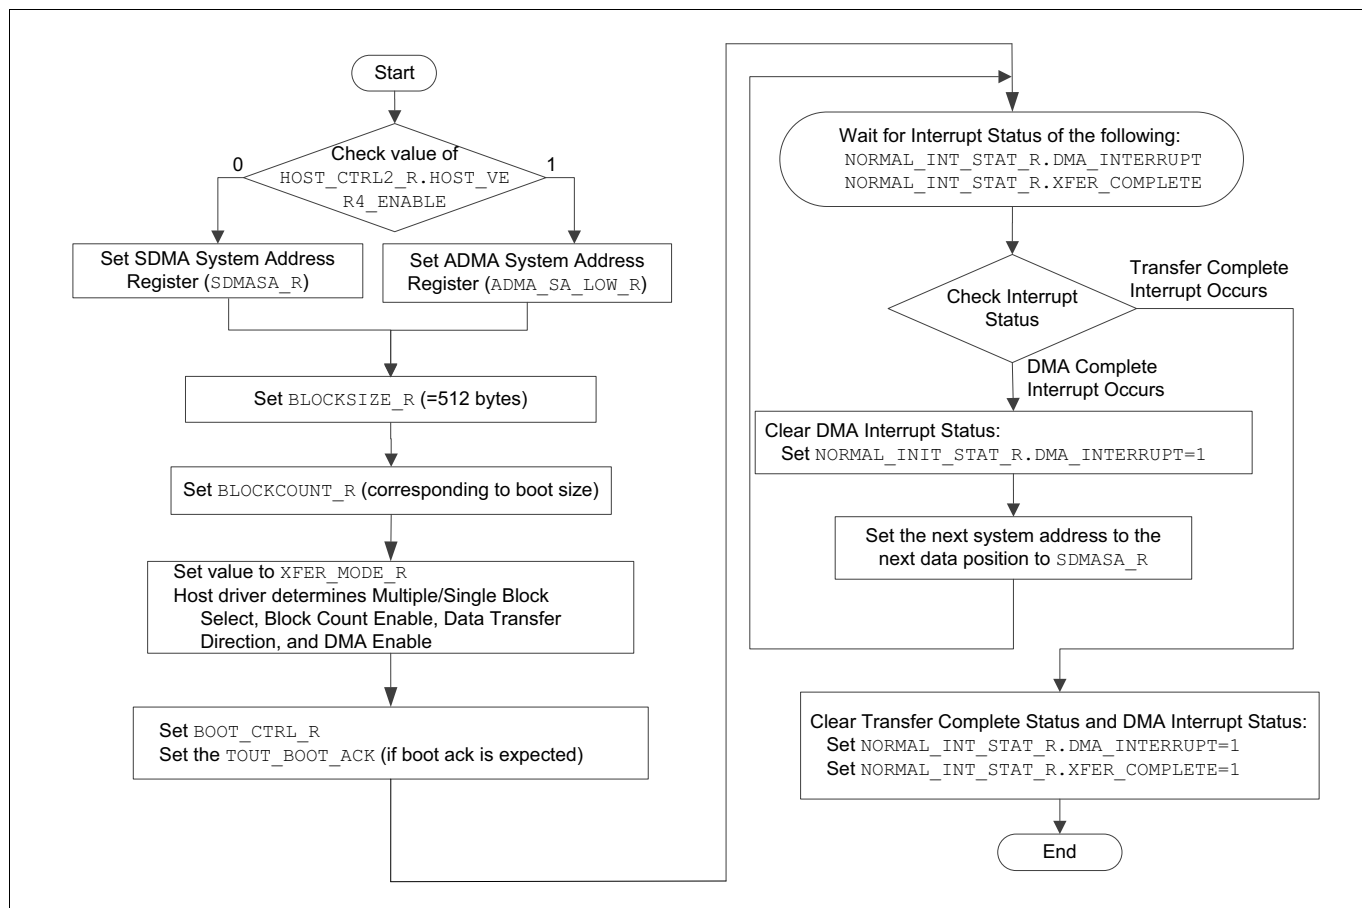 Start
Check value of
HOST_CTRL2_R.HOST_VE
R4_ENABLE
0
1
Set SDMA System Address
Register (SDMASA_R)
Set ADMA System Address
Register (ADMA_SA_LOW_R)
Set BLOCKSIZE_R (=512 bytes)
Set BLOCKCOUNT_R (corresponding to boot size)
Set value to XFER_MODE_R
Host driver determines Multiple/Single Block
Select, Block Count Enable, Data Transfer
Direction, and DMA Enable
Set BOOT_CTRL_R
Set the TOUT_BOOT_ACK (if boot ack is expected)
Wait for Interrupt Status of the following:
NORMAL_INT_STAT_R.DMA_INTERRUPT
NORMAL_INT_STAT_R.XFER_COMPLETE
Check Interrupt
Status
Transfer Complete
Interrupt Occurs
DMA Complete
Interrupt Occurs
Clear DMA Interrupt Status:
Set NORMAL_INIT_STAT_R.DMA_INTERRUPT=1
Set the next system address to the
next data position to SDMASA_R
Clear Transfer Complete Status and DMA Interrupt Status:
Set NORMAL_INT_STAT_R.DMA_INTERRUPT=1
Set NORMAL_INT_STAT_R.XFER_COMPLETE=1
End